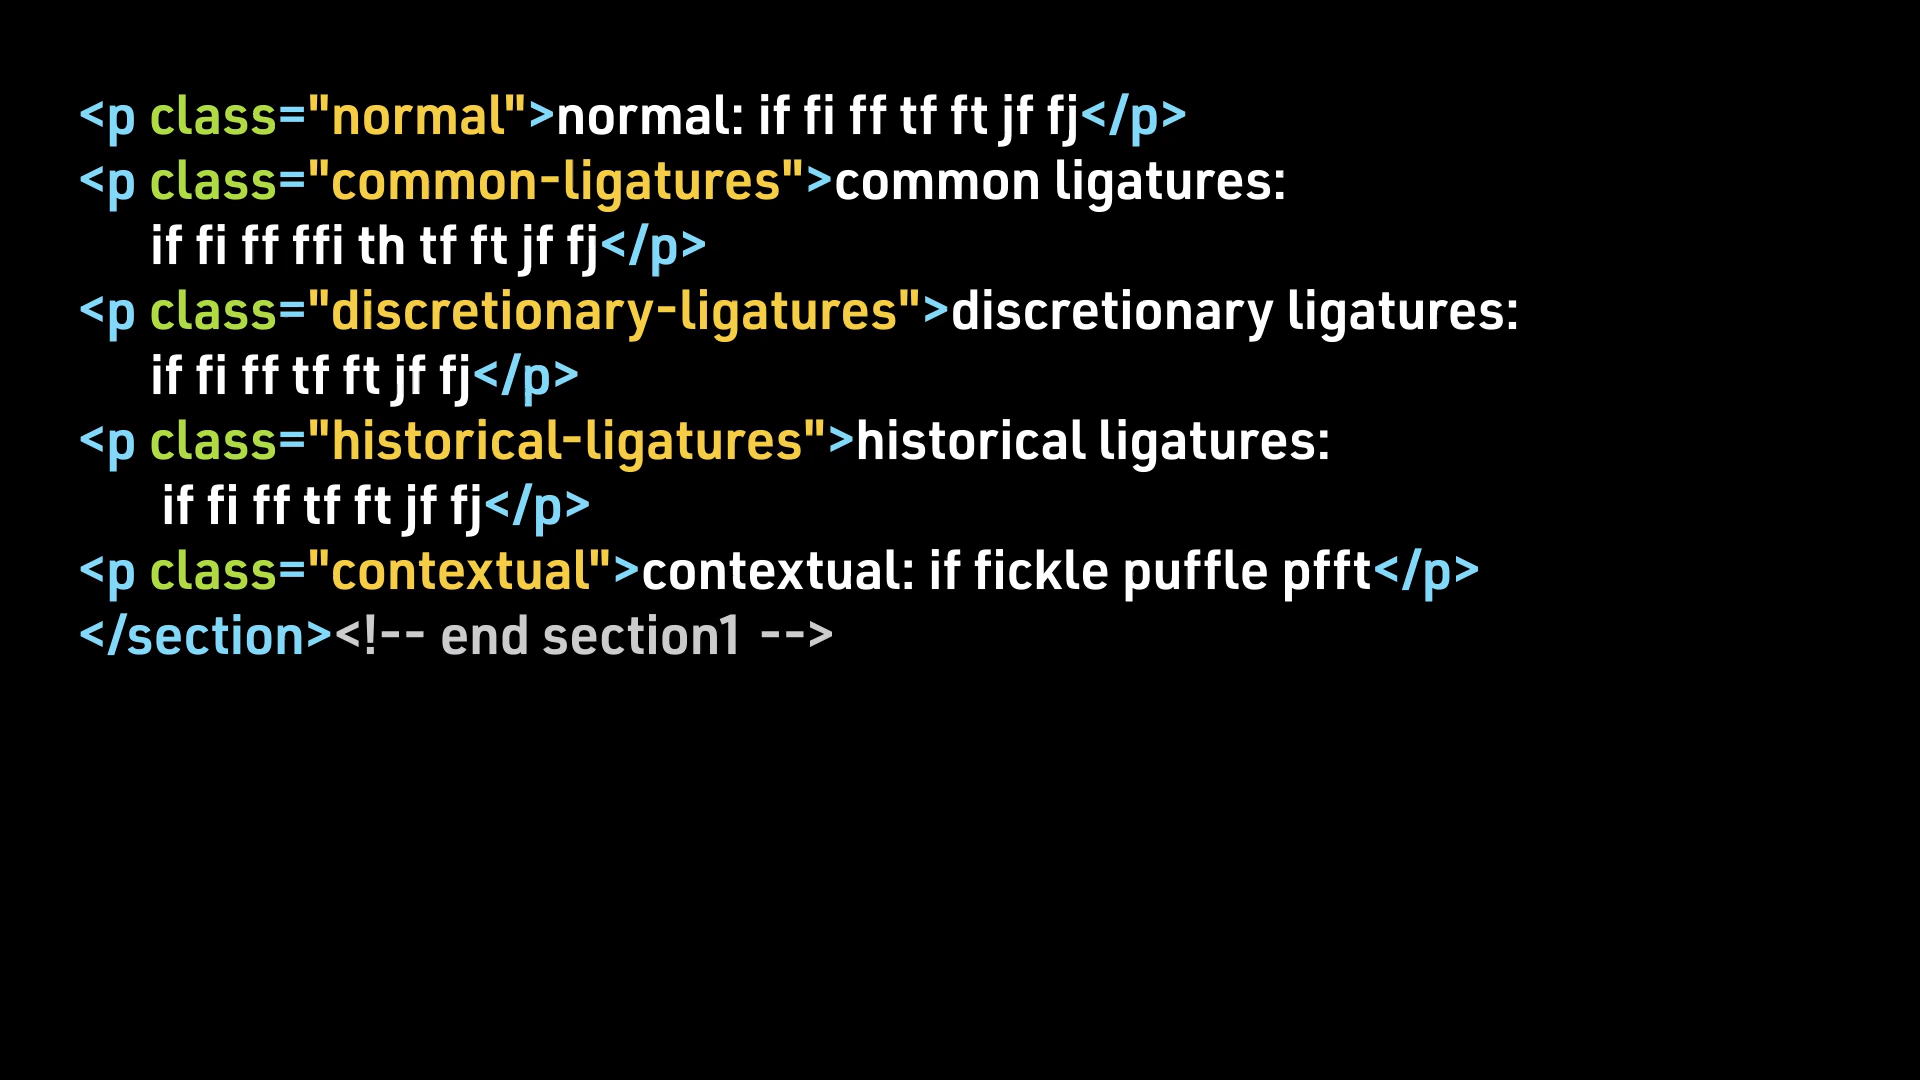 <p class="normal">normal: if fi ff tf ft jf fj</p>
<p class="common-ligatures">common ligatures:
if fi ff ffi th tf ft jf fj</p>
<p class="discretionary-ligatures">discretionary ligatures:
if fi ff tf ft jf fj</p>
<p class="historical-ligatures">historical ligatures:
if fi ff tf ft jf fj</p>
<p class="contextual">contextual: if fickle puffle pfft</p>
</section><!-- end section1 -->